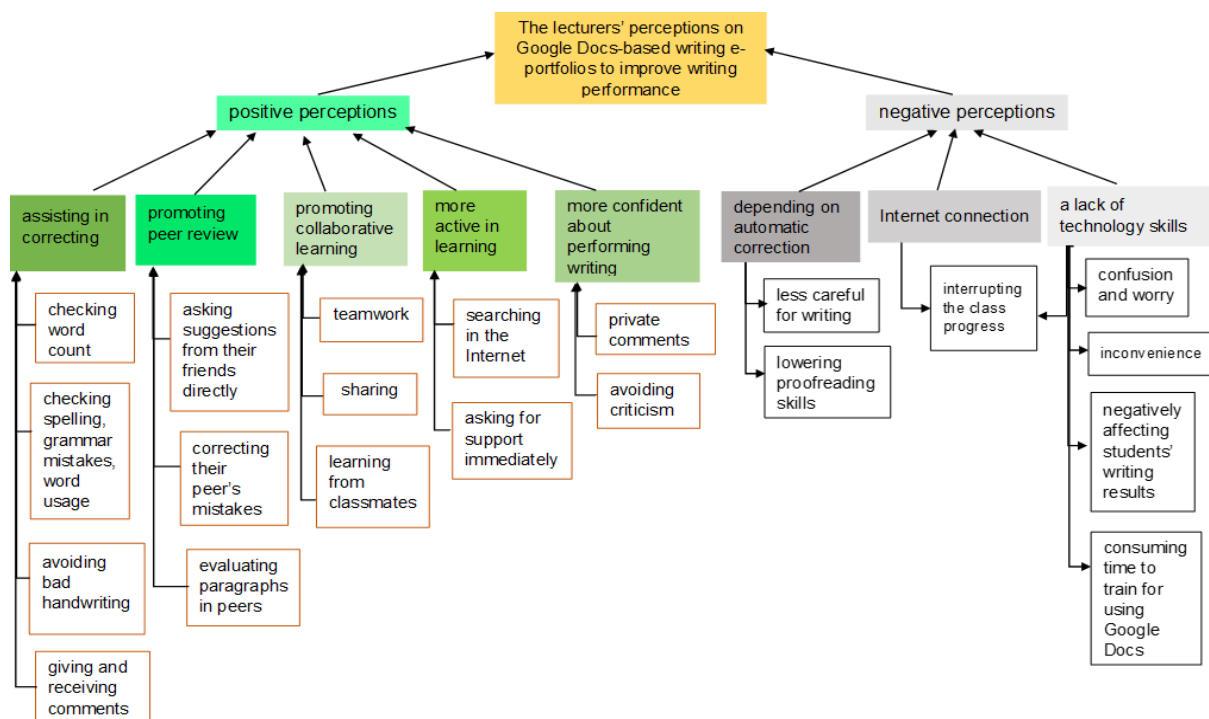 The lecturers' perceptions on
Google Docs-based writing e-
portfolios to improve writing
performance
positive perceptions
negative perceptions
assisting in
correcting
promoting
peer review
promoting
collaborative
learning
more
active in
learning
more confident
about
performing
writing
depending on
automatic
correction
Internet connection
a lack of
technology skills
checking
word
count
checking
spelling,
grammar
mistakes,
word
usage
avoiding
bad
handwriting
giving and
receiving
comments
asking
suggestions
from their
friends
directly
correcting
their
peer's
mistakes
evaluating
paragraphs
in peers
teamwork
sharing
learning
from
classmates
searching
in the
Internet
asking for
support
immediately
private
comments
avoiding
criticism
less careful
for writing
lowering
proofreading
skills
interrupting
the class
progress
confusion
and worry
inconvenience
negatively
affecting
students'
writing
results
consuming
time to
train for
using
Google
Docs